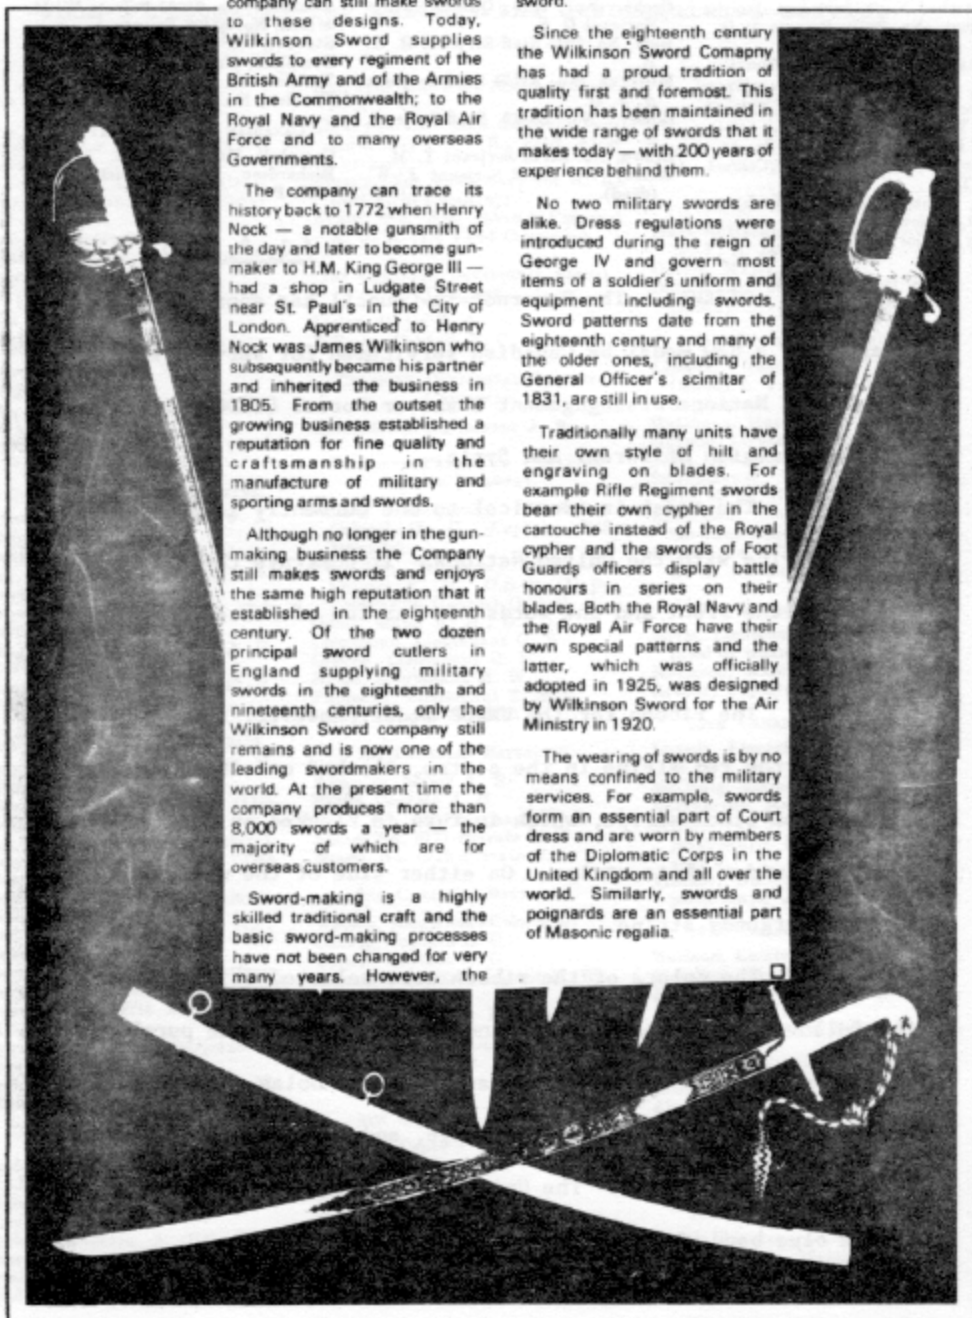 company can still make swords
to these designs. Today,
Wilkinson Sword supplies
swords to every regiment of the
British Army and of the Armies
in the Commonwealth; to the
Royal Navy and the Royal Air
Force and to many overseas
Governments.
The company can trace its
history back to 1772 when Henry
Nock — a notable gunsmith of
the day and later to become gun-
maker to H.M. King George III —
had a shop in Ludgate Street
near St. Paul's in the City of
London. Apprenticed to Henry
Nock was James Wilkinson who
subsequently became his partner
and inherited the business in
1805. From the outset the
growing business established a
reputation for fine quality and
craftsmanship in the
manufacture of military and
sporting arms and swords.
Although no longer in the gun-
making business the Company
still makes swords and enjoys
the same high reputation that it
established in the eighteenth
century. Of the two dozen
principal sword cutlers in
England supplying military
swords in the eighteenth and
nineteenth centuries, only the
Wilkinson Sword company still
remains and is now one of the
leading swordmakers in the
world. At the present time the
company produces more than
8,000 swords a year — the
majority of which are for
overseas customers.
Sword-making is a highly
skilled traditional craft and the
basic sword-making processes
have not been changed for very
many years. However, the
sword.
Since the eighteenth century
the Wilkinson Sword Comapny
has had a proud tradition of
quality first and foremost. This
tradition has been maintained in
the wide range of swords that it
makes today — with 200 years of
experience behind them.
No two military swords are
alike. Dress regulations were
introduced during the reign of
George IV and govern most
items of a soldier's uniform and
equipment including swords.
Sword patterns date from the
eighteenth century and many of
the older ones, including the
General Officer's scimitar of
1831, are still in use.
Traditionally many units have
their own style of hilt and
engraving on blades. For
example Rifle Regiment swords
bear their own cypher in the
cartouche instead of the Royal
cypher and the swords of Foot
Guards officers display battle
honours in series on their
blades. Both the Royal Navy and
the Royal Air Force have their
own special patterns and the
latter, which was officially
adopted in 1925, was designed
by Wilkinson Sword for the Air
Ministry in 1920.
The wearing of swords is by no
means confined to the military
services. For example, swords
form an essential part of Court
dress and are worn by members
of the Diplomatic Corps in the
United Kingdom and all over the
world. Similarly, swords and
poignards are an essential part
of Masonic regalia.